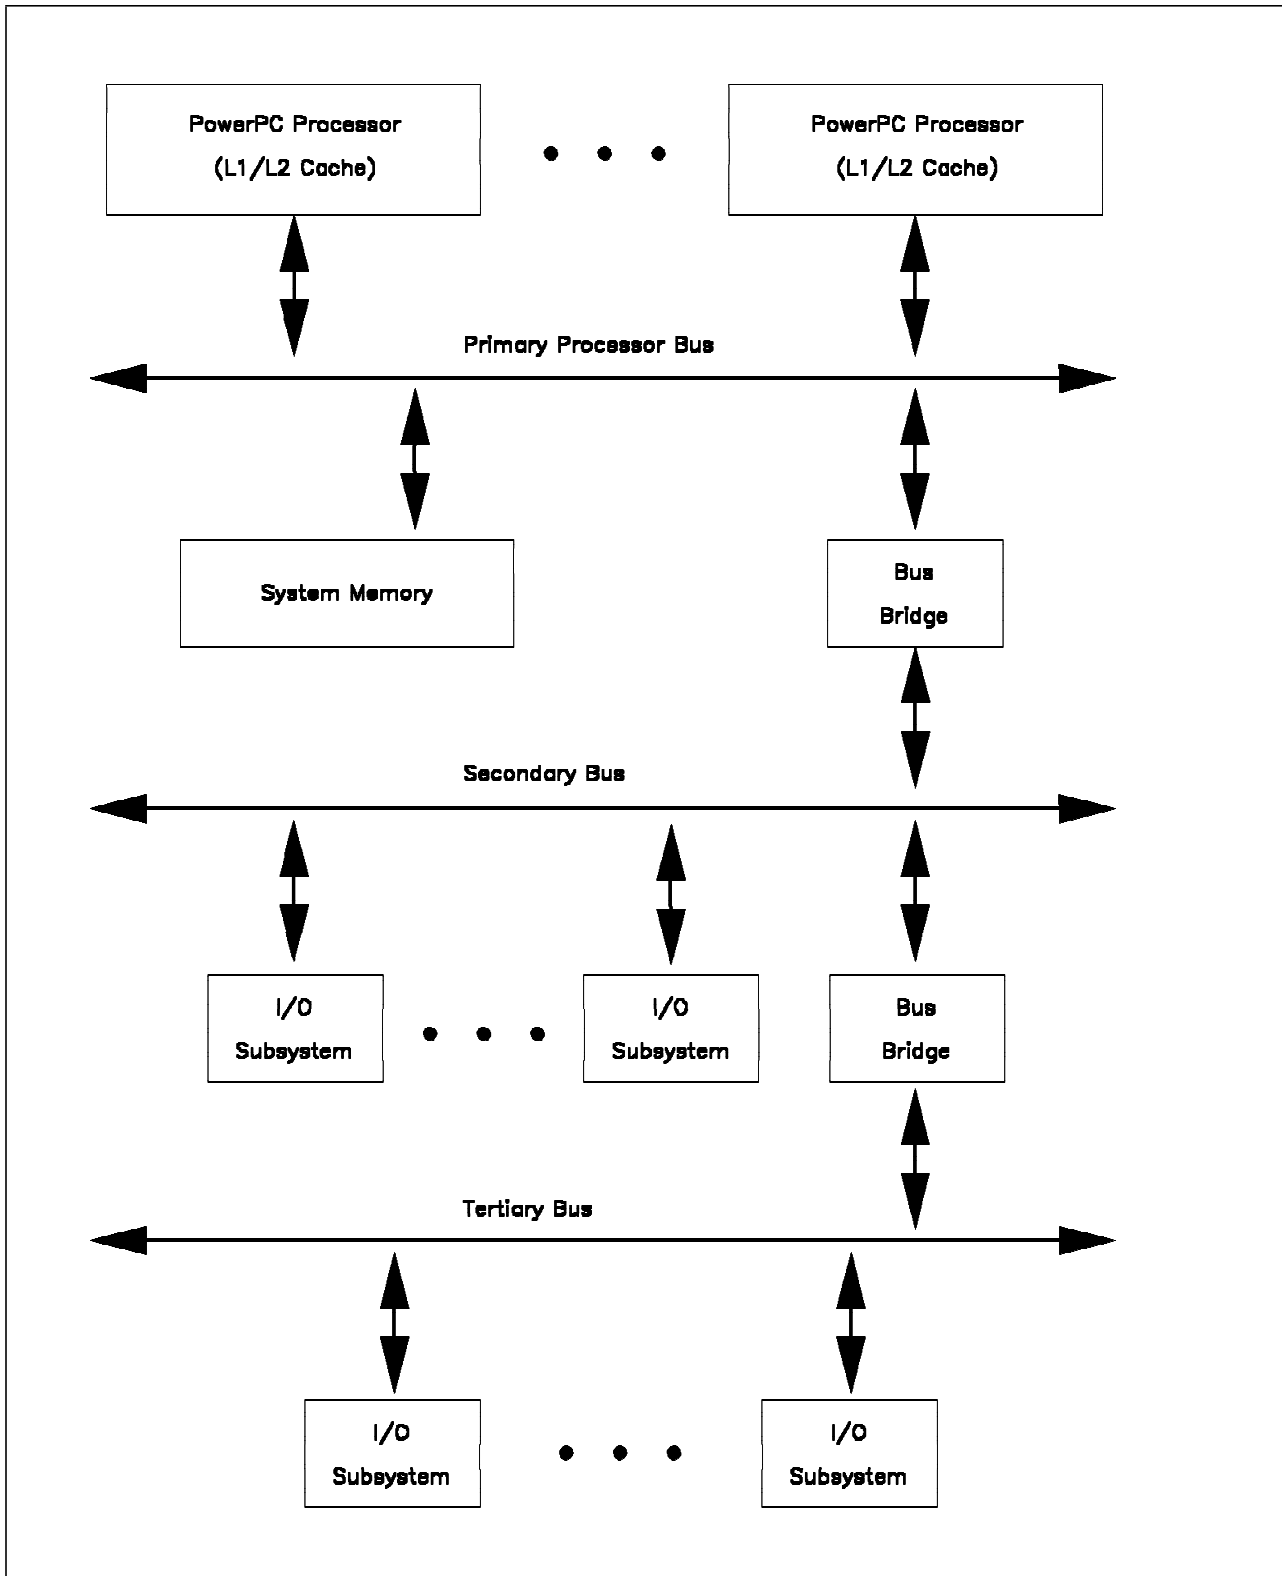 PowerPC Processor
(L1/L2 Cache)
PowerPC Processor
(L1/L2 Cache)
Primary Processor Bus
System Memory
Bus
Bridge
Secondary Bus
I/O
Subsystem
I/O
Subsystem
Bus
Bridge
Tertiary Bus
I/O
Subsystem
I/O
Subsystem